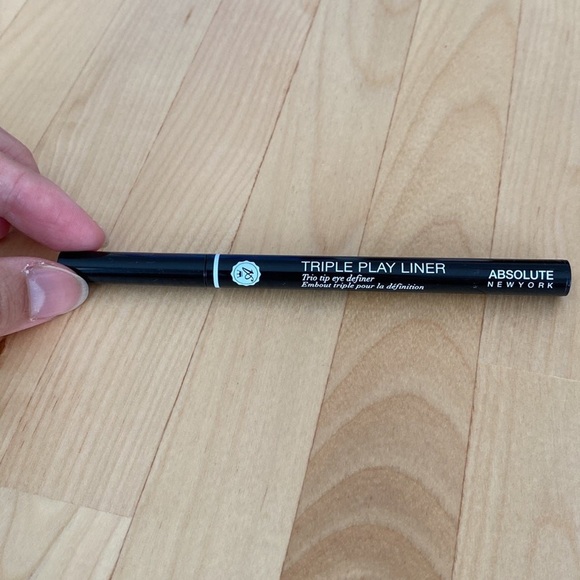 TRIPLE PLAY LINER
Trio tip eye definer
Embout triple pour la définition
ABSOLUTE
NEW YORK